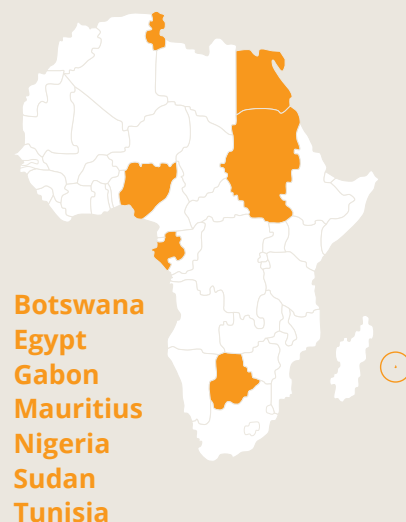 Botswana
Egypt
Gabon
Mauritius
Nigeria
Sudan
Tunisia